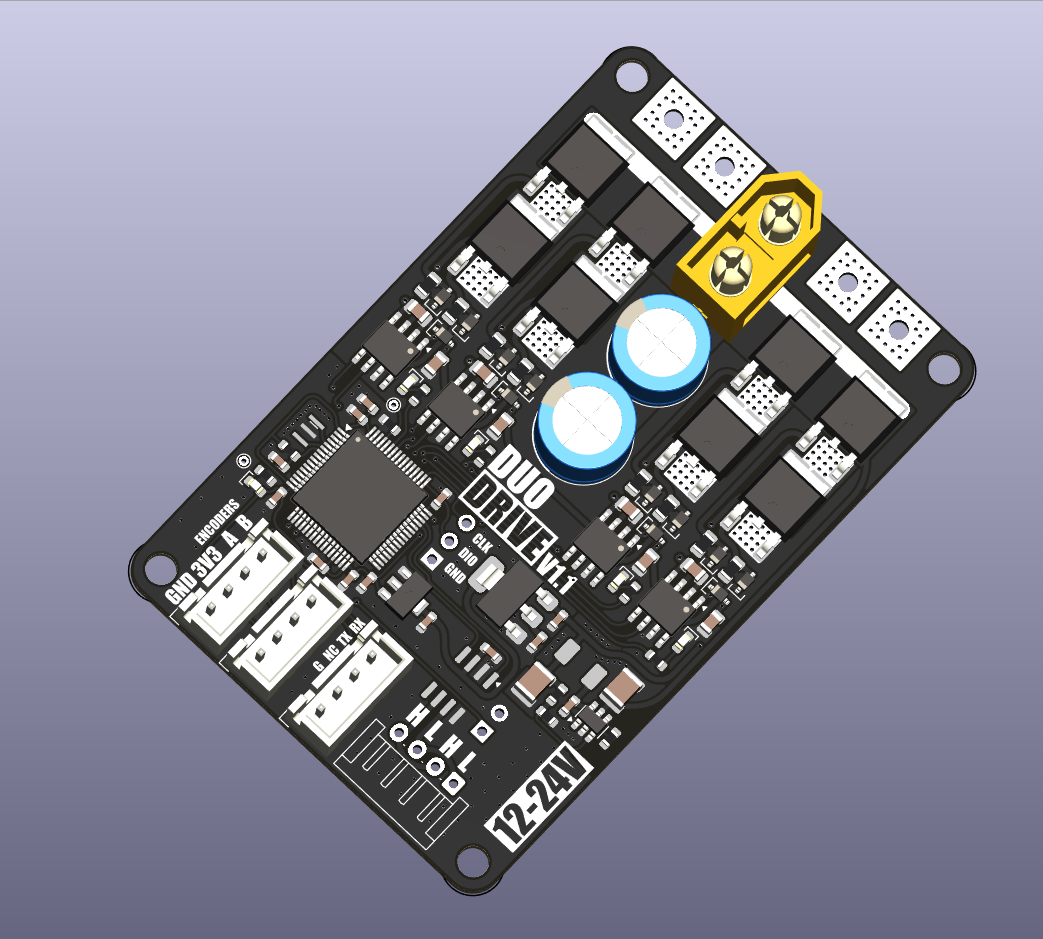 DUO
DRIVE V1.1
ENCODERS
GND 3V3 A B
CLK
DIO
GND
G NC TX RX
H L H L
12-24V